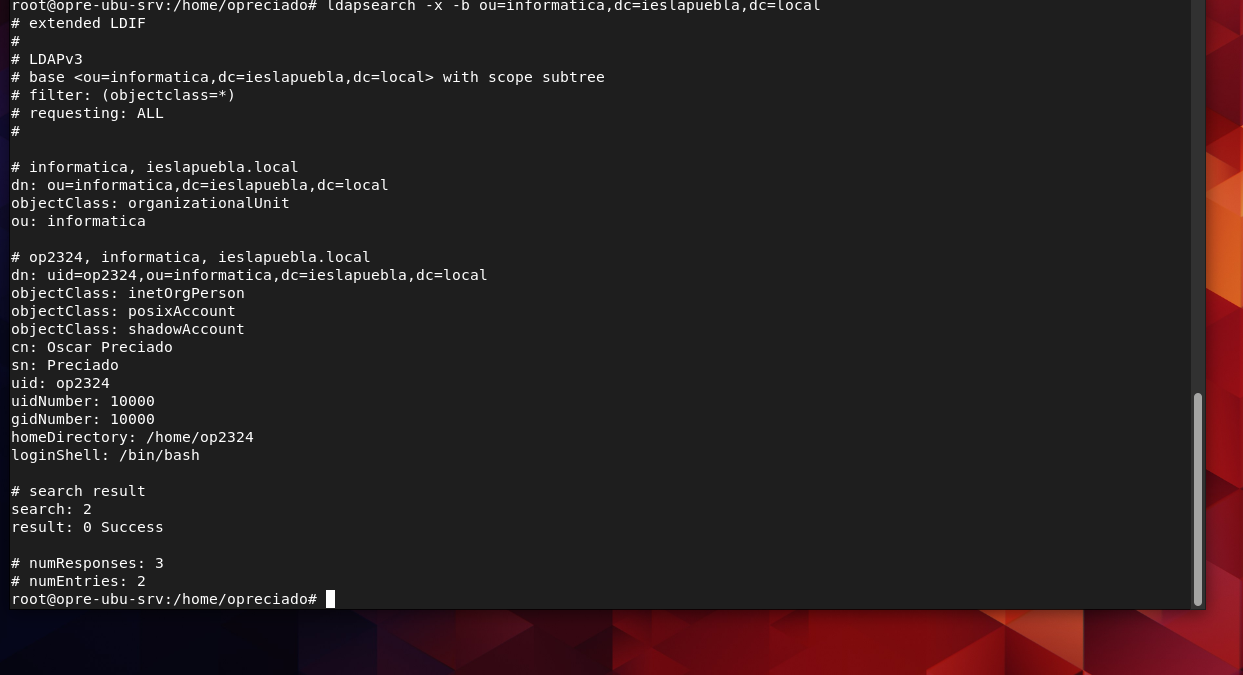 root@opre-ubu-srv:/home/opreciado# ldapsearch -x -b ou=informatica,dc=ieslapuebla,dc=local
# extended LDIF
#
# LDAPv3
# base <ou=informatica,dc=ieslapuebla,dc=local> with scope subtree
# filter: (objectclass=*)
# requesting: ALL
#

# informatica, ieslapuebla.local
dn: ou=informatica,dc=ieslapuebla,dc=local
objectClass: organizationalUnit
ou: informatica

# op2324, informatica, ieslapuebla.local
dn: uid=op2324,ou=informatica,dc=ieslapuebla,dc=local
objectClass: inetOrgPerson
objectClass: posixAccount
objectClass: shadowAccount
cn: Oscar Preciado
sn: Preciado
uid: op2324
uidNumber: 10000
gidNumber: 10000
homeDirectory: /home/op2324
loginShell: /bin/bash

# search result
search: 2
result: 0 Success

# numResponses: 3
# numEntries: 2
root@opre-ubu-srv:/home/opreciado#